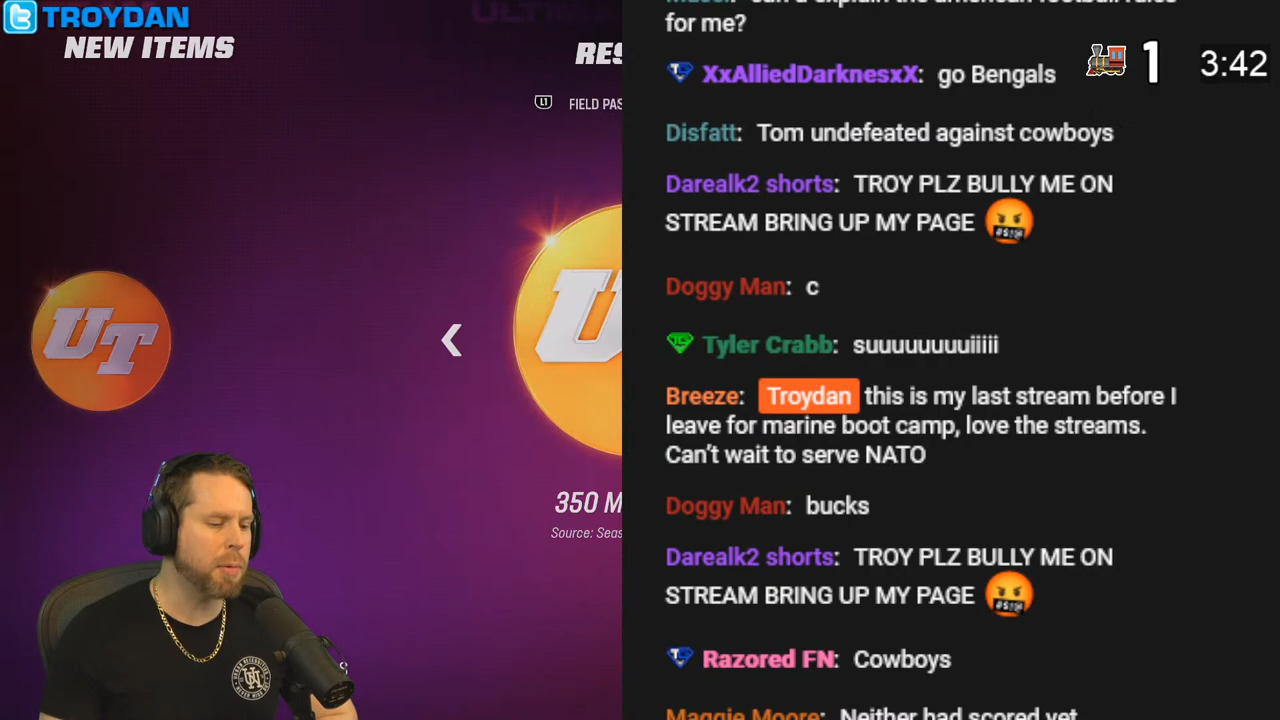 TROYDAN
NEW ITEMS
RES
L1 FIELD PAS
UT
U
350 M
Source: Seas
for me?
1 3:42
XxAlliedDarknesxX: go Bengals
Disfatt: Tom undefeated against cowboys
Darealk2 shorts: TROY PLZ BULLY ME ON
STREAM BRING UP MY PAGE
Doggy Man: c
Tyler Crabb: suuuuuuuuiiiii
Breeze: Troydan this is my last stream before I
leave for marine boot camp, love the streams.
Can't wait to serve NATO
Doggy Man: bucks
Darealk2 shorts: TROY PLZ BULLY ME ON
STREAM BRING UP MY PAGE
Razored FN: Cowboys
Maggie Moore: Neither had scored yet